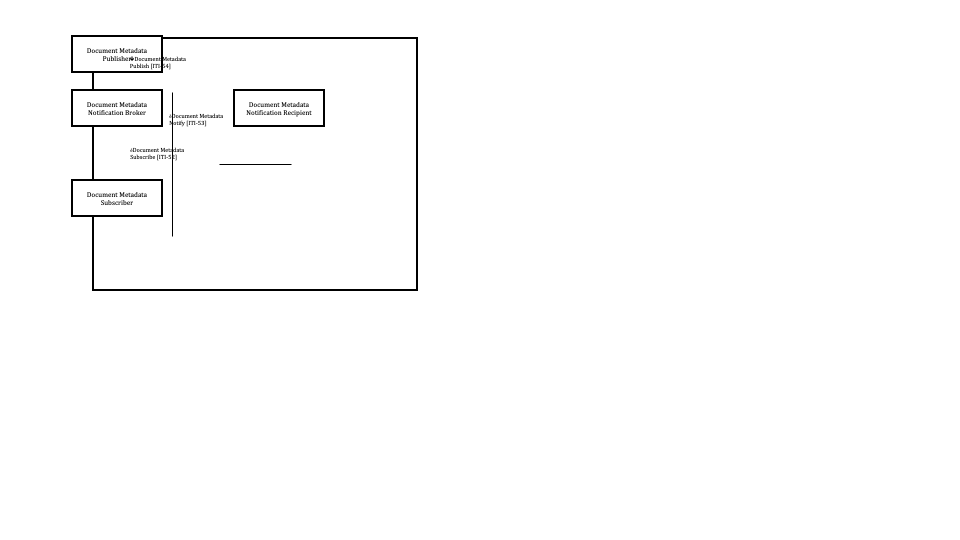 Document Metadata
Publisher
Document Metadata
Publish [ITI-54]
Document Metadata
Notification Broker
Document Metadata
Notification Recipient
Document Metadata
Notify [ITI-53]
Document Metadata
Subscribe [ITI-52]
Document Metadata
Subscriber